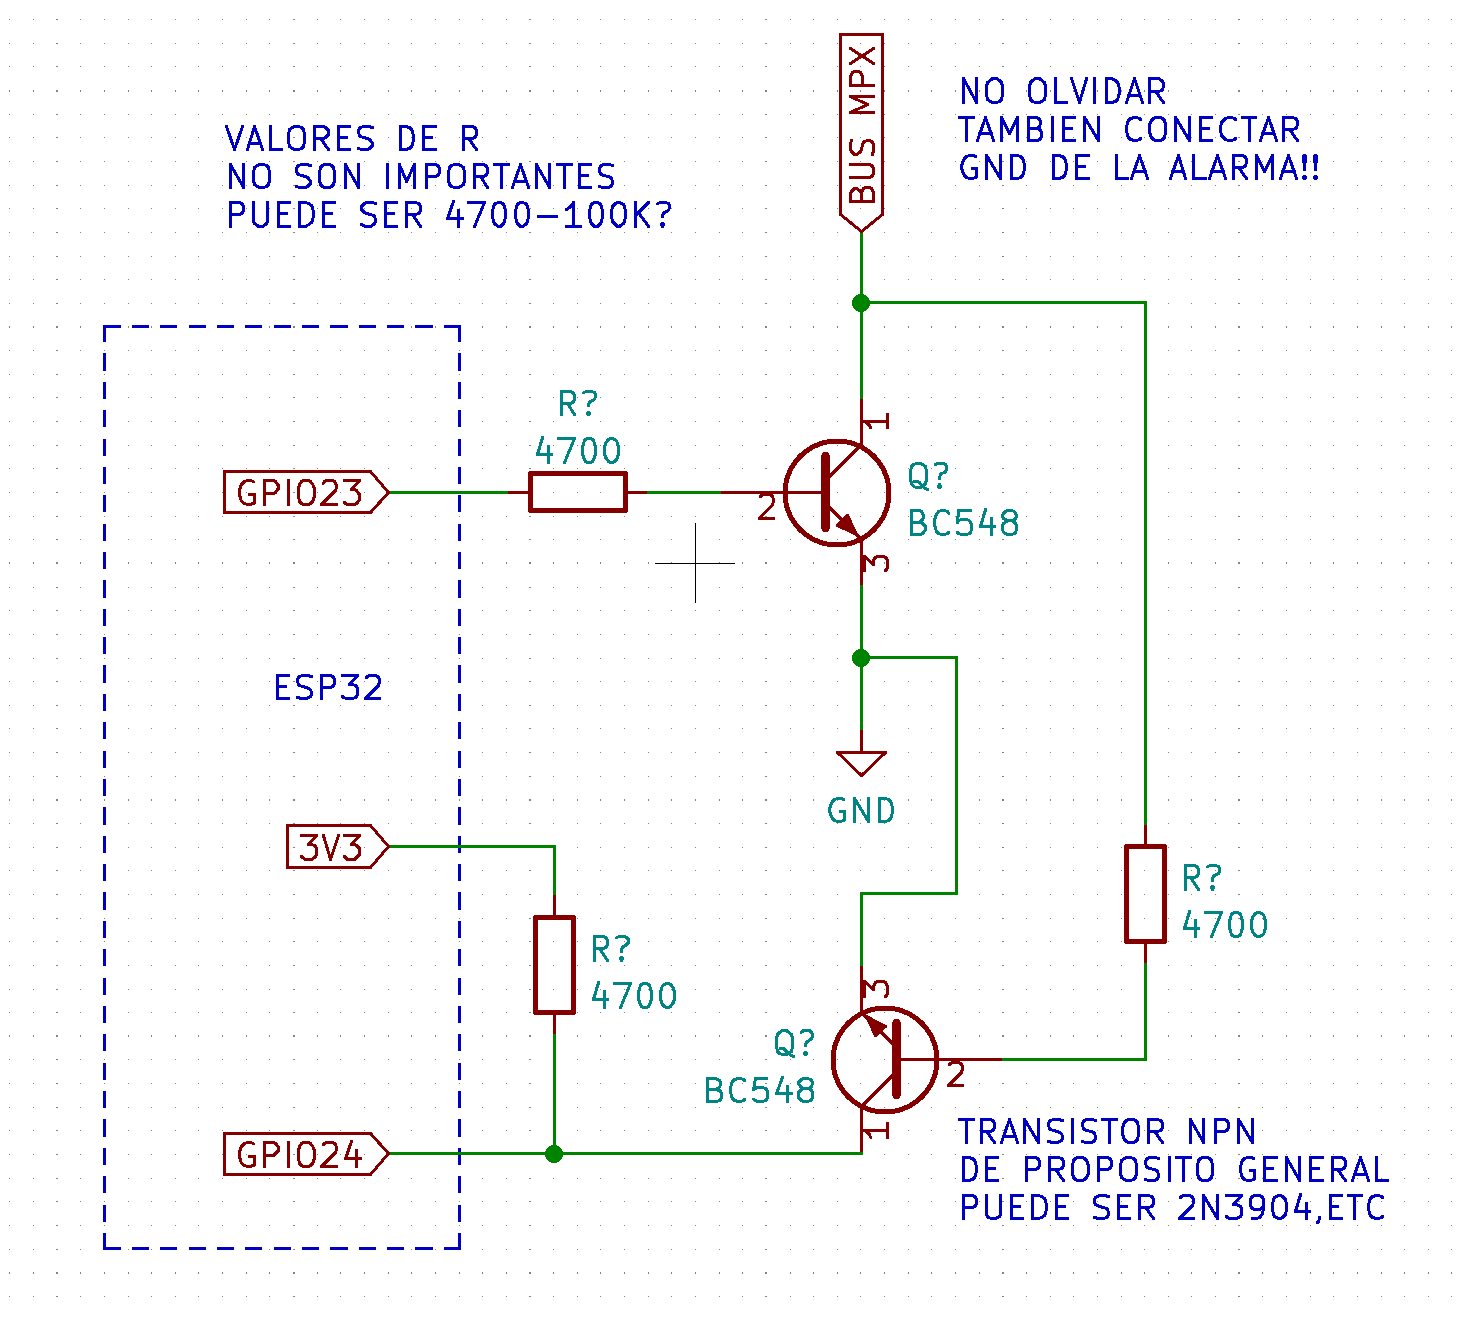 BUS MPX
NO OLVIDAR
TAMBIEN CONECTAR
GND DE LA ALARMA!!
VALORES DE R
NO SON IMPORTANTES
PUEDE SER 4700-100K?
R?
4700
GPIO23
1
2
3
Q?
BC548
ESP32
GND
3V3
R?
4700
R?
4700
3
Q?
BC548
2
1
GPIO24
TRANSISTOR NPN
DE PROPOSITO GENERAL
PUEDE SER 2N3904,ETC